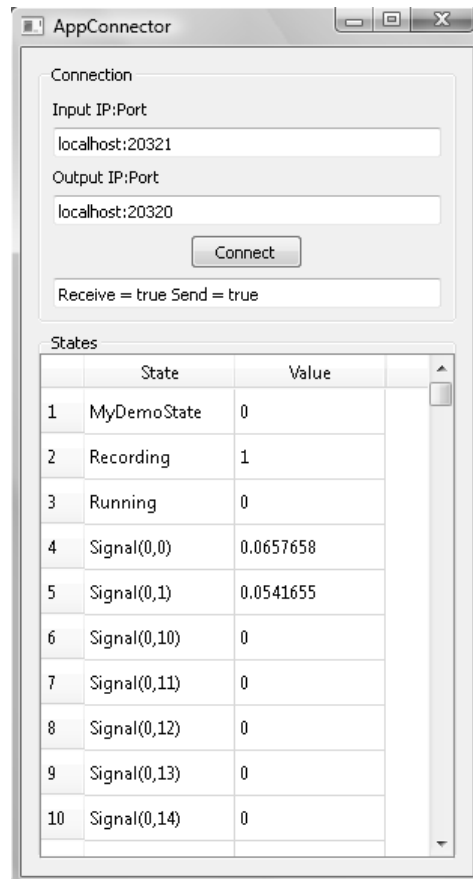 AppConnector
Connection
Input IP:Port
localhost:20321
Output IP:Port
localhost:20320
Connect
Receive = true Send = true
States
State Value
1 MyDemoState 0
2 Recording 1
3 Running 0
4 Signal(0,0) 0.0657658
5 Signal(0,1) 0.0541655
6 Signal(0,10) 0
7 Signal(0,11) 0
8 Signal(0,12) 0
9 Signal(0,13) 0
10 Signal(0,14) 0